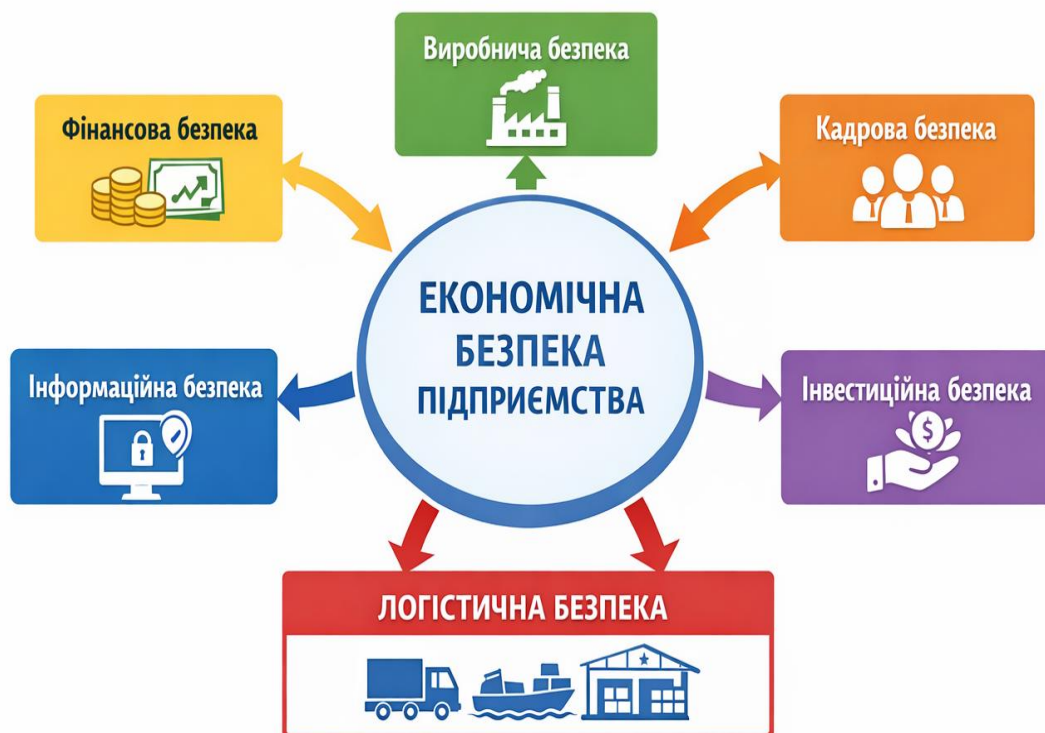 Виробнича безпека
Фінансова безпека
Кадрова безпека
ЕКОНОМІЧНА
БЕЗПЕКА
ПІДПРИЄМСТВА
Інформаційна безпека
Інвестиційна безпека
$
ЛОГІСТИЧНА БЕЗПЕКА